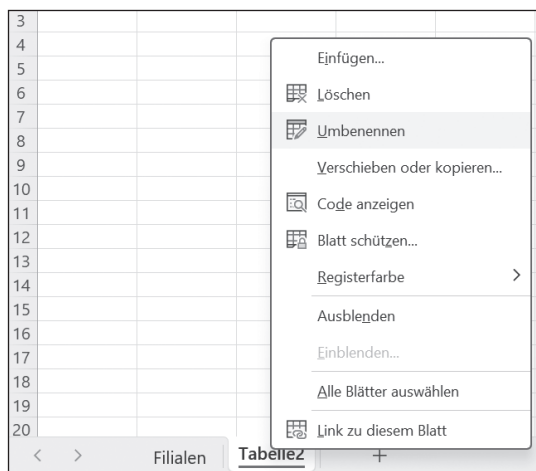 3
4
5
6
7
8
9
10
11
12
13
14
15
16
17
18
19
20
Einfügen...
Löschen
Umbenennen
Verschieben oder kopieren...
Code anzeigen
Blatt schützen...
Registerfarbe
Ausblenden
Einblenden...
Alle Blätter auswählen
Link zu diesem Blatt
Filialen Tabelle2 +